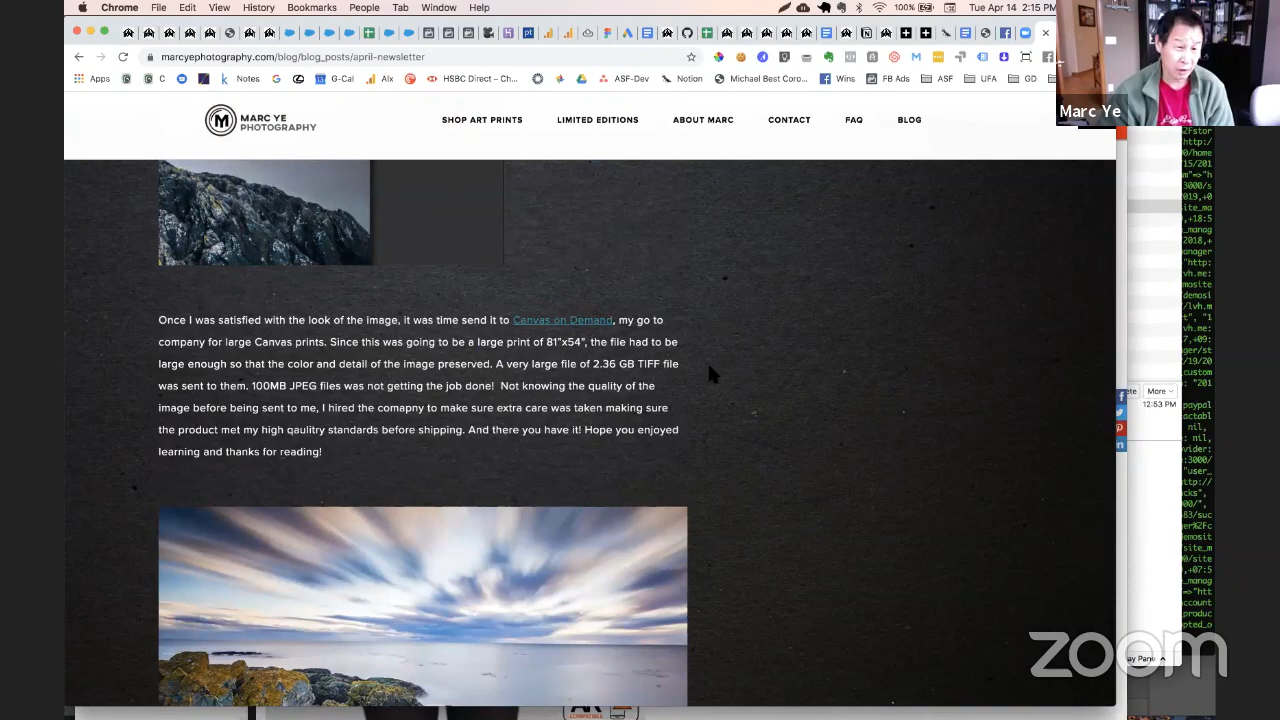 Chrome File Edit View History Bookmarks People Tab Window Help
100% Tue Apr 14 2:15 PM
marcyephotography.com/blog/blog_posts/april-newsletter
Apps Notes G-Cal Alx HSBC Direct – Ch... ASF-Dev Notion Michael Best Coro... Wins FB Ads ASF UFA GD
Marc Ye
MARC YE
PHOTOGRAPHY
SHOP ART PRINTS LIMITED EDITIONS ABOUT MARC CONTACT FAQ BLOG
Once I was satisfied with the look of the image, it was time send it to Canvas on Demand, my go to
company for large Canvas prints. Since this was going to be a large print of 81"x54", the file had to be
large enough so that the color and detail of the image preserved. A very large file of 2.36 GB TIFF file
was sent to them. 100MB JPEG files was not getting the job done! Not knowing the quality of the
image before being sent to me, I hired the comapny to make sure extra care was taken making sure
the product met my high qaulitry standards before shipping. And there you have it! Hope you enjoyed
learning and thanks for reading!
More
12:53 PM
zoom